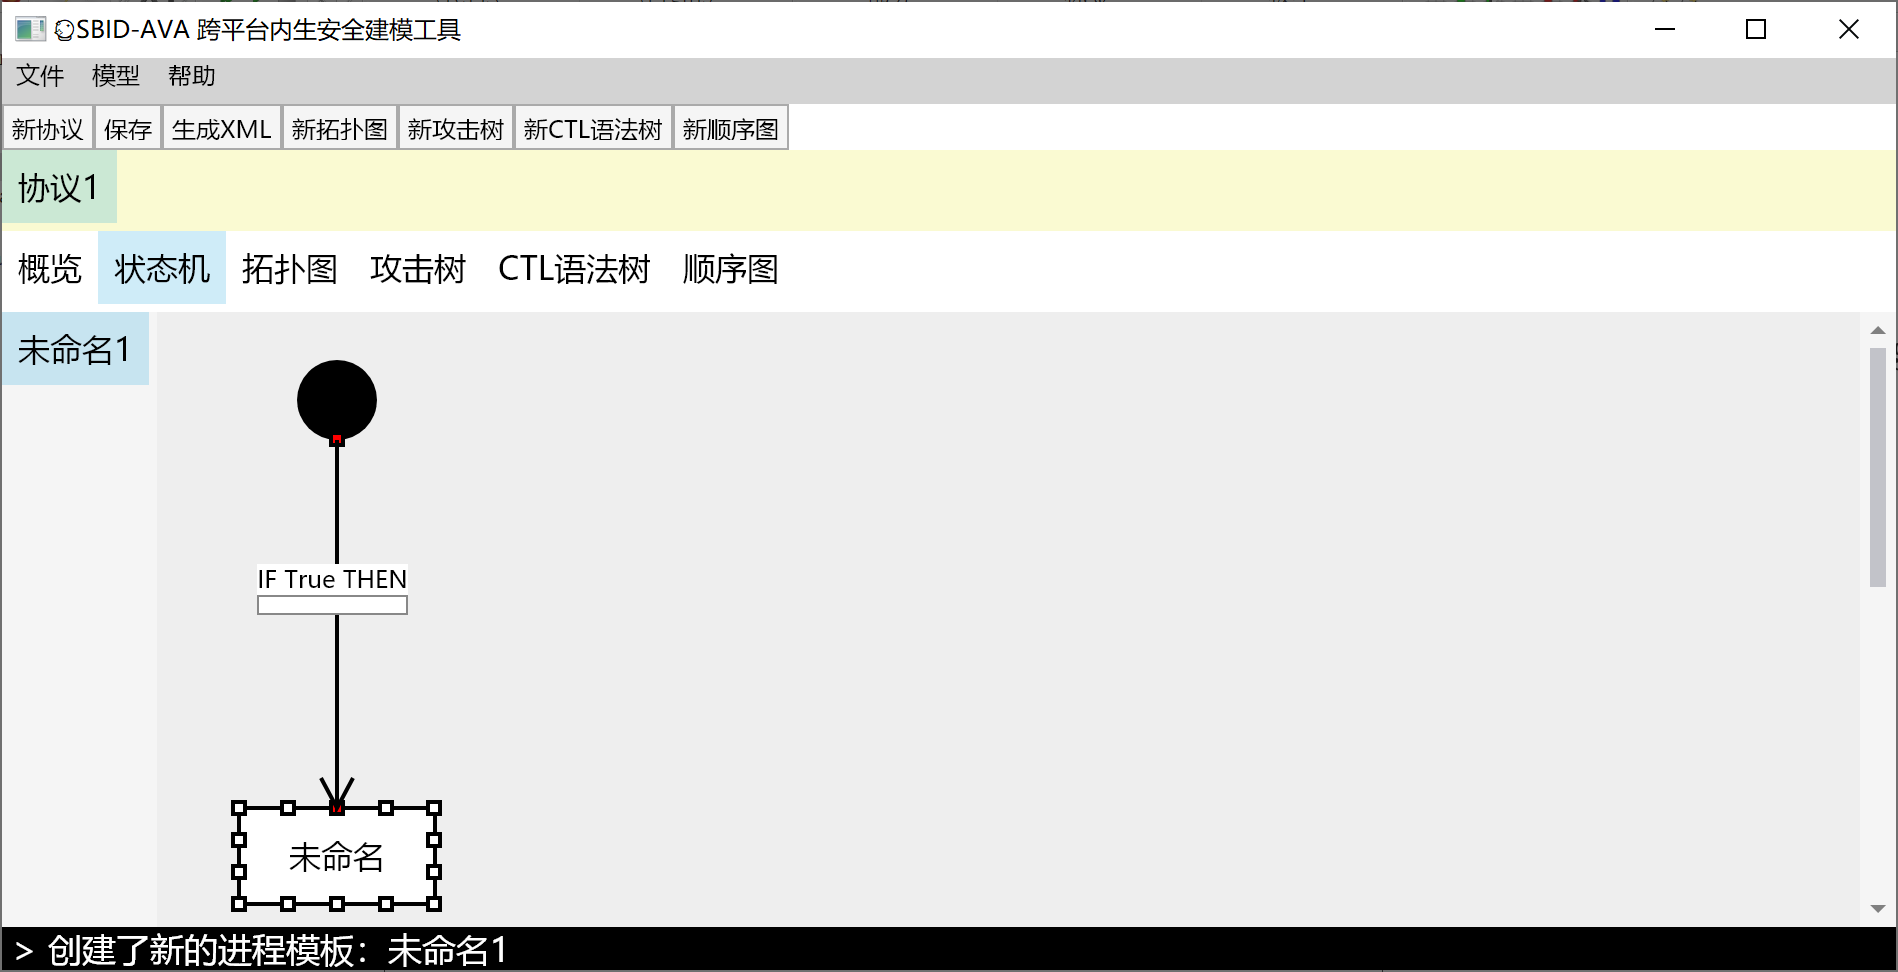 SBID-AVA 跨平台内生安全建模工具
文件 模型 帮助
新协议 保存 生成XML 新拓扑图 新攻击树 新CTL语法树 新顺序图
协议1
概览 状态机 拓扑图 攻击树 CTL语法树 顺序图
未命名1
IF True THEN
未命名
> 创建了新的进程模板：未命名1